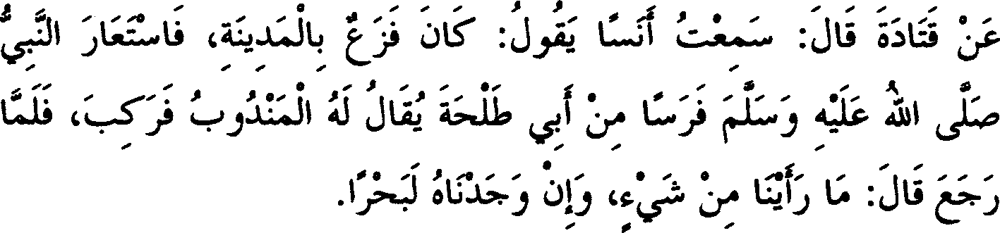 عَنْ قَتَادَةَ قَالَ: سَمِعْتُ أَنَسًا يَقُولُ: كَانَ فَزَعٌ بِالْمَدِينَةِ، فَاسْتَعَارَ النَّبِيُّ
صَلَّى اللهُ عَلَيْهِ وَسَلَّمَ فَرَسًا مِنْ أَبِي طَلْحَةَ يُقَالُ لَهُ الْمَنْدُوبُ فَرَكِبَ، فَلَمَّا
رَجَعَ قَالَ: مَا رَأَيْنَا مِنْ شَيْءٍ، وَإِنْ وَجَدْنَاهُ لَبَحْرًا.